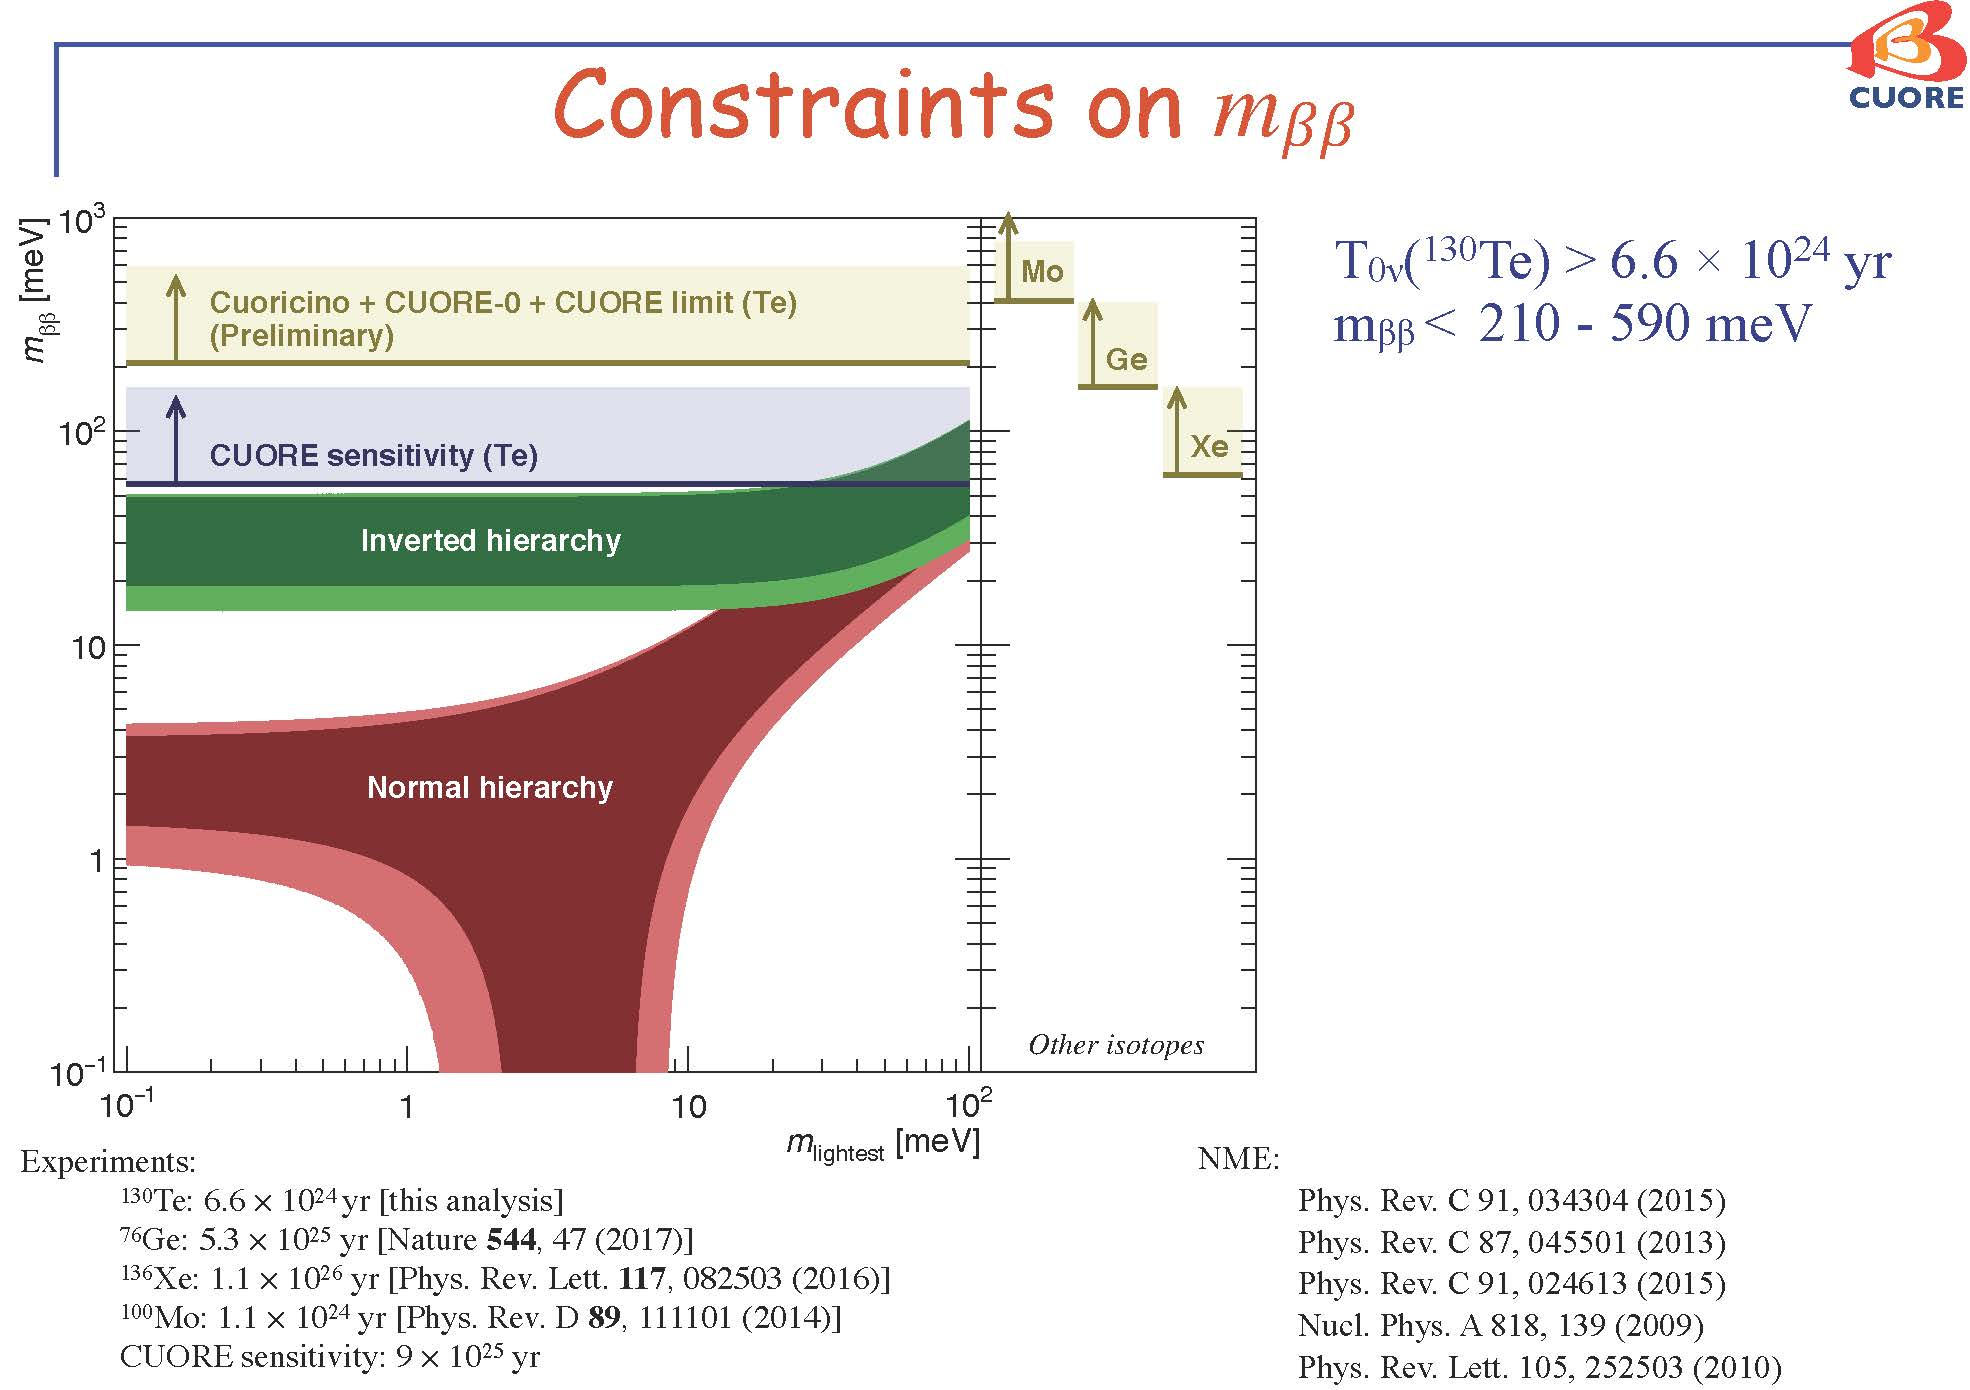 CUORE
Constraints on mββ
10³
10²
10
1
10⁻¹
mββ [meV]
Cuoricino + CUORE-0 + CUORE limit (Te)
(Preliminary)
CUORE sensitivity (Te)
Inverted hierarchy
Normal hierarchy
Mo
Ge
Xe
Other isotopes
10⁻¹ 1 10 10²
m_lightest [meV]
T₀ν(¹³⁰Te) > 6.6 × 10²⁴ yr
mββ < 210 - 590 meV
Experiments:
¹³⁰Te: 6.6 × 10²⁴ yr [this analysis]
⁷⁶Ge: 5.3 × 10²⁵ yr [Nature 544, 47 (2017)]
¹³⁶Xe: 1.1 × 10²⁶ yr [Phys. Rev. Lett. 117, 082503 (2016)]
¹⁰⁰Mo: 1.1 × 10²⁴ yr [Phys. Rev. D 89, 111101 (2014)]
CUORE sensitivity: 9 × 10²⁵ yr
NME:
Phys. Rev. C 91, 034304 (2015)
Phys. Rev. C 87, 045501 (2013)
Phys. Rev. C 91, 024613 (2015)
Nucl. Phys. A 818, 139 (2009)
Phys. Rev. Lett. 105, 252503 (2010)